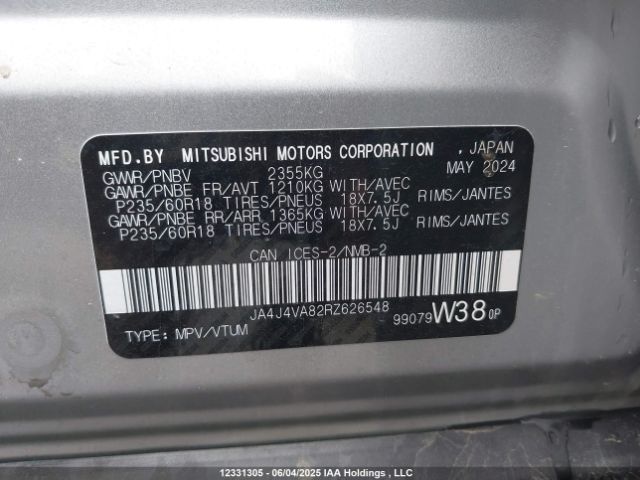 MFD.BY MITSUBISHI MOTORS CORPORATION , JAPAN
GVWR/PNBV 2355KG MAY 2024
GAWR/PNBE FR/AVT 1210KG WITH/AVEC
P235/60R18 TIRES/PNEUS 18X7.5J RIMS/JANTES
GAWR/PNBE RR/ARR 1365KG WITH/AVEC
P235/60R18 TIRES/PNEUS 18X7.5J RIMS/JANTES
CAN ICES-2/NMB-2
JA4J4VA82RZ626548
TYPE: MPV/VTUM 99079 W38 0P
12331305 - 06/04/2025 IAA Holdings , LLC